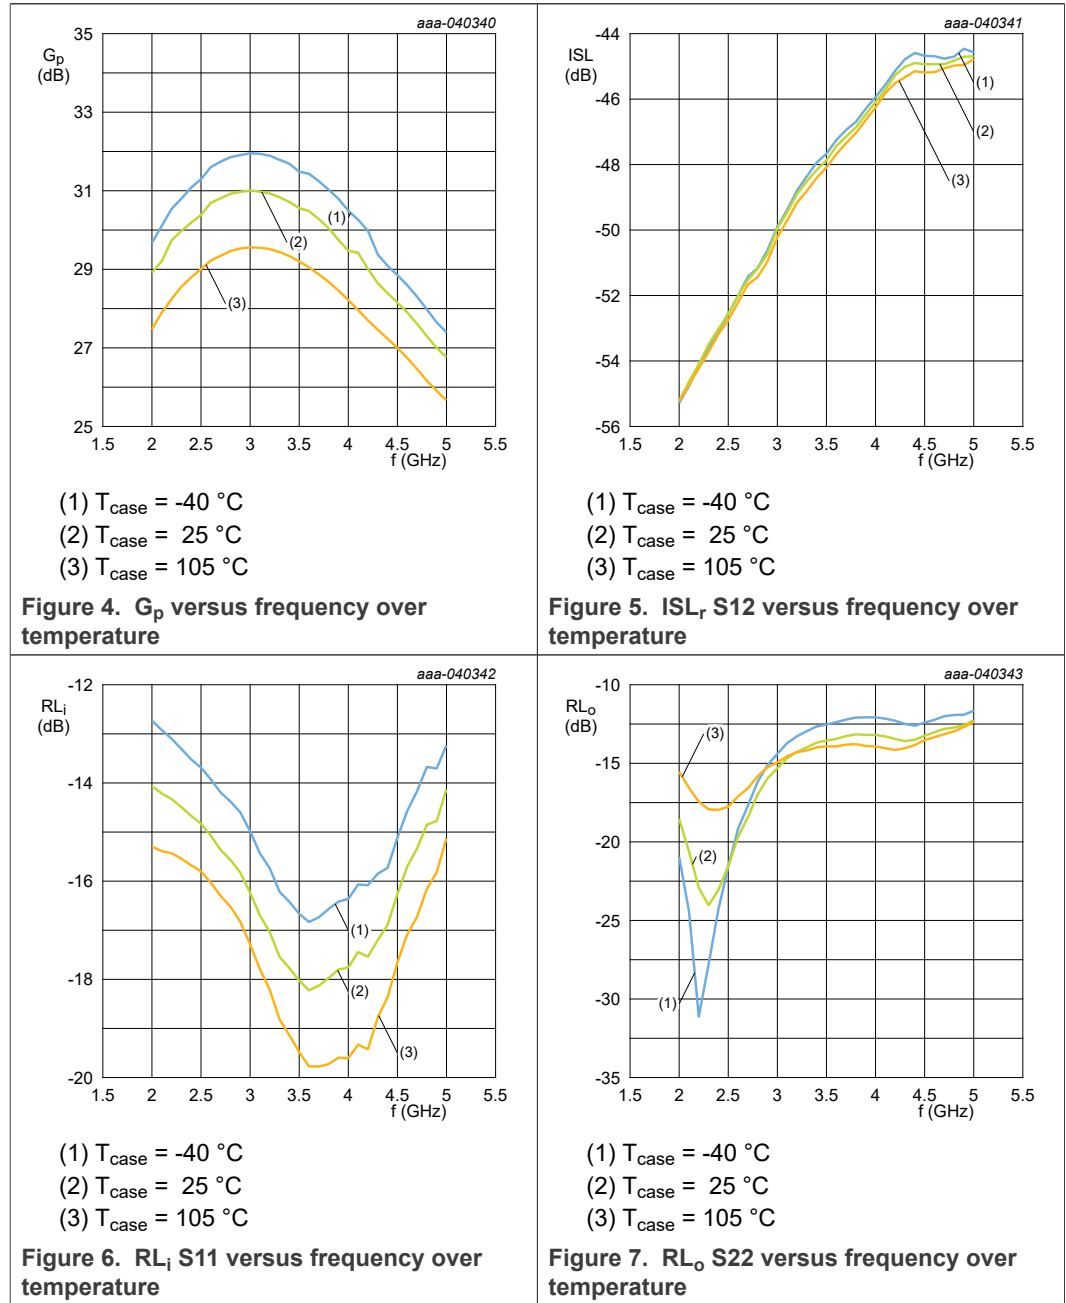 aaa-040340
35
Gp
(dB)
33
31
29
27
25
(1)
(2)
(3)
1.5 2 2.5 3 3.5 4 4.5 5 5.5
f (GHz)
(1) Tcase = -40 °C
(2) Tcase = 25 °C
(3) Tcase = 105 °C
Figure 4. Gp versus frequency over
temperature
aaa-040341
-44
ISL
(dB)
-46
-48
-50
-52
-54
-56
(1)
(2)
(3)
1.5 2 2.5 3 3.5 4 4.5 5 5.5
f (GHz)
(1) Tcase = -40 °C
(2) Tcase = 25 °C
(3) Tcase = 105 °C
Figure 5. ISLr S12 versus frequency over
temperature
aaa-040342
-12
RLi
(dB)
-14
-16
-18
-20
(1)
(2)
(3)
1.5 2 2.5 3 3.5 4 4.5 5 5.5
f (GHz)
(1) Tcase = -40 °C
(2) Tcase = 25 °C
(3) Tcase = 105 °C
Figure 6. RLi S11 versus frequency over
temperature
aaa-040343
-10
RLo
(dB)
-15
-20
-25
-30
-35
(3)
(2)
(1)
1.5 2 2.5 3 3.5 4 4.5 5 5.5
f (GHz)
(1) Tcase = -40 °C
(2) Tcase = 25 °C
(3) Tcase = 105 °C
Figure 7. RLo S22 versus frequency over
temperature